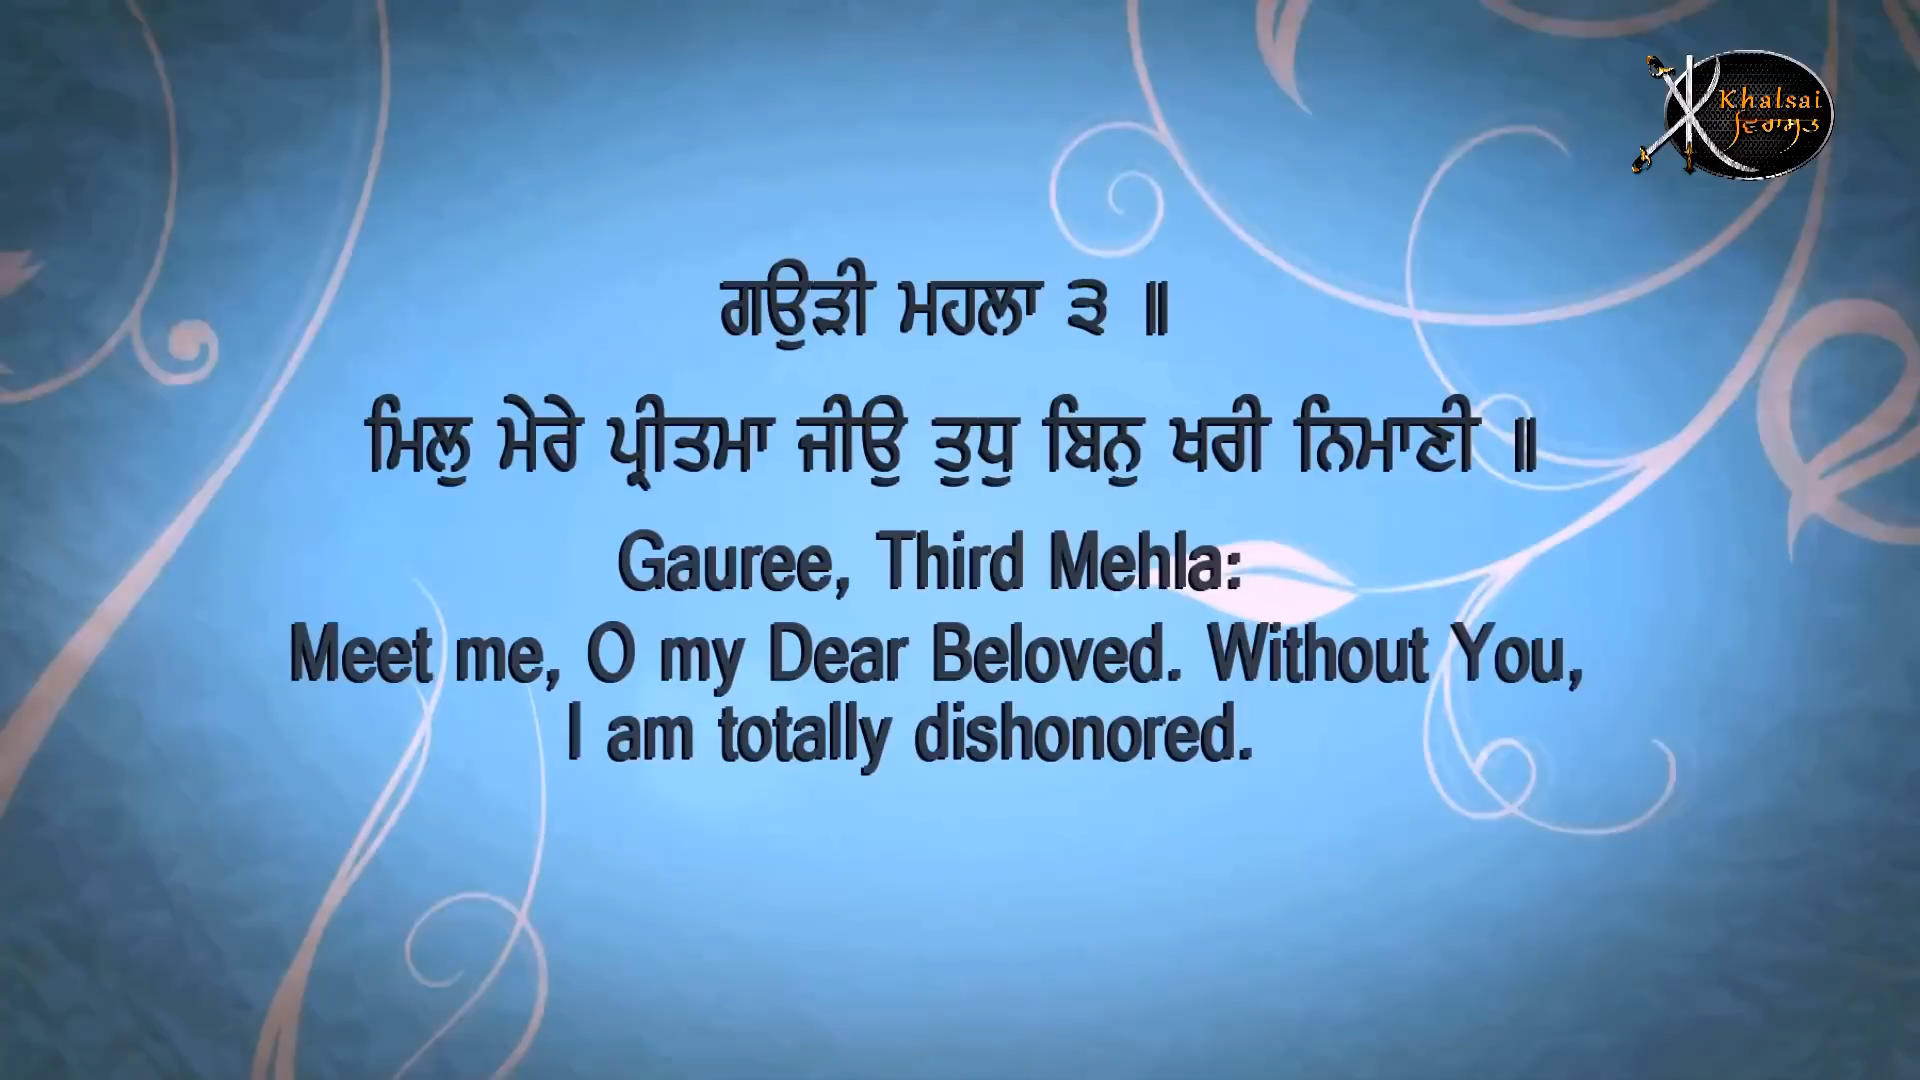 Khalsai
ਵਿਰਾਸਤ
ਗਉੜੀ ਮਹਲਾ ੩ ॥
ਮਿਲੁ ਮੇਰੇ ਪ੍ਰੀਤਮਾ ਜੀਉ ਤੁਧੁ ਬਿਨੁ ਖਰੀ ਨਿਮਾਣੀ ॥
Gauree, Third Mehla:
Meet me, O my Dear Beloved. Without You,
I am totally dishonored.